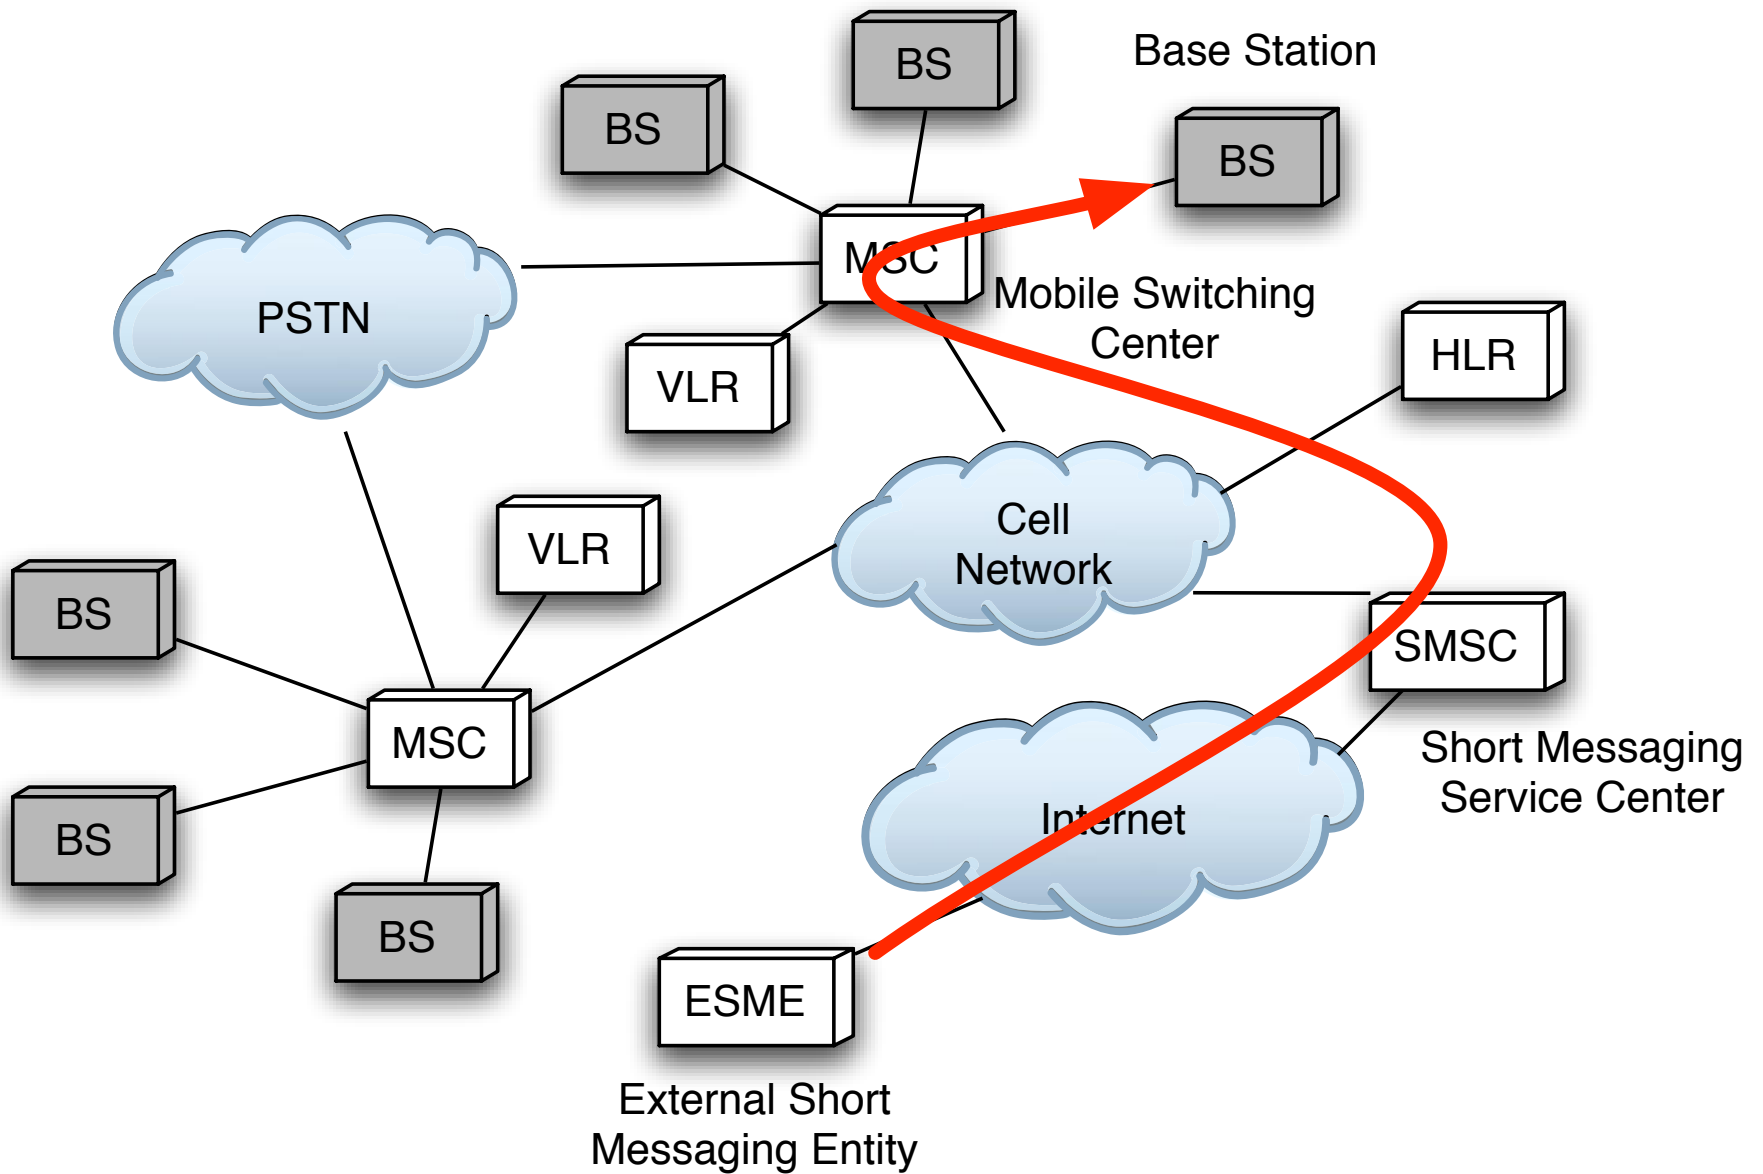 BS
Base Station
BS
BS
MSC
PSTN
Mobile Switching
Center
HLR
VLR
Cell
Network
VLR
BS
SMSC
MSC
Short Messaging
Service Center
Internet
BS
BS
ESME
External Short
Messaging Entity